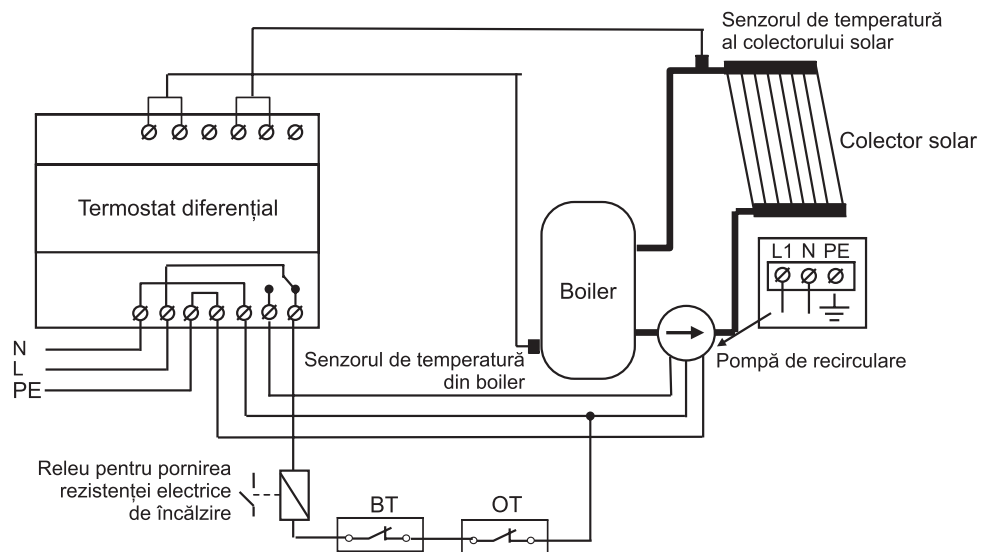 Senzorul de temperatură
al colectorului solar
Colector solar
Termostat diferențial
L1 N PE
Boiler
N
L
PE
Senzorul de temperatură
din boiler
Pompă de recirculare
Releu pentru pornirea
rezistenței electrice
de încălzire
BT
OT